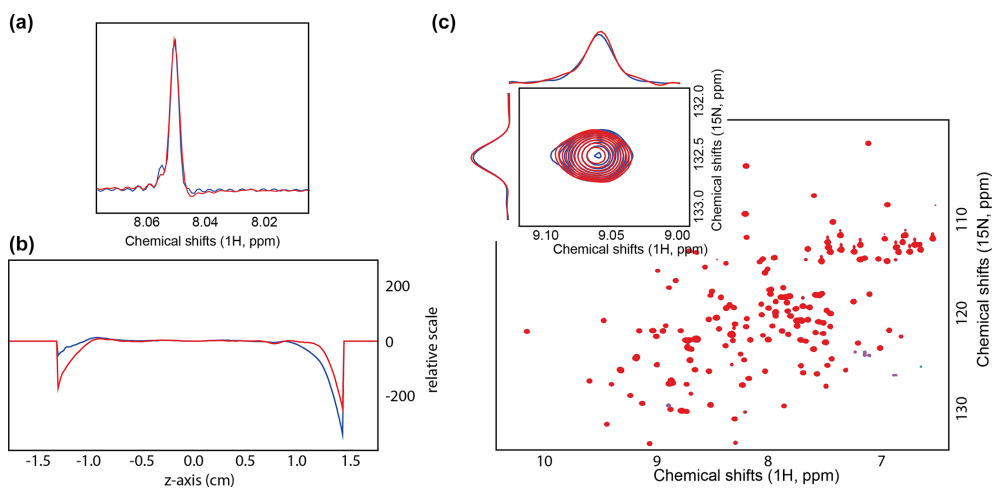 (a)
8.06 8.04 8.02
Chemical shifts (1H, ppm)
(b)
200
0
-200
relative scale
-1.5 -1.0 -0.5 0.0 0.5 1.0 1.5
z-axis (cm)
(c)
132.0
132.5
133.0
Chemical shifts (15N, ppm)
9.10 9.05 9.00
Chemical shifts (1H, ppm)
110
120
130
Chemical shifts (15N, ppm)
10 9 8 7
Chemical shifts (1H, ppm)